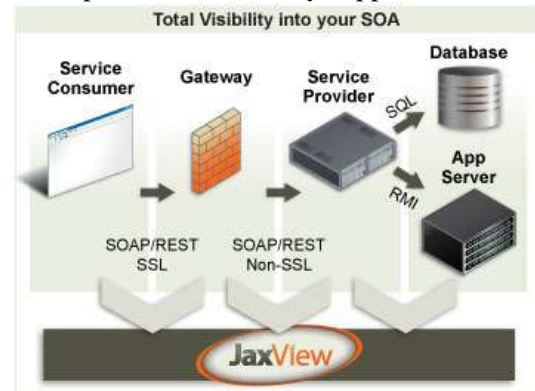 Total Visibility into your SOA
Service
Consumer
Gateway
Service
Provider
Database
SQL
App
Server
RMI
SOAP/REST
SSL
SOAP/REST
Non-SSL
JaxView